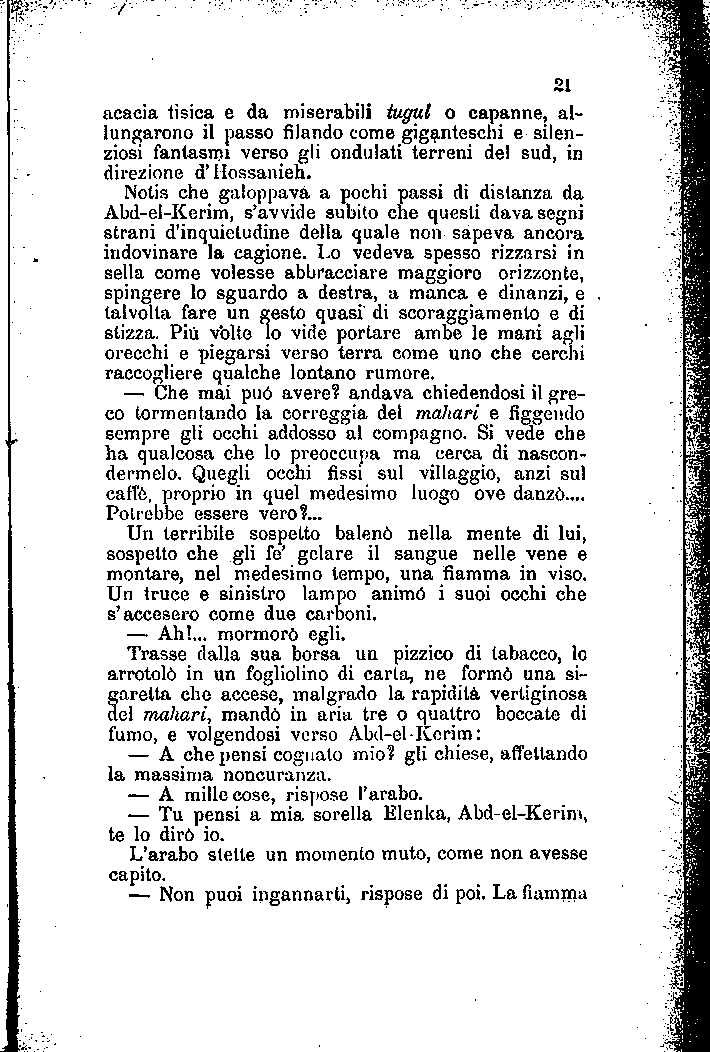 21
acacia tisica e da miserabili tugul o capanne, al-
lungarono il passo filando come giganteschi e silen-
ziosi fantasmi verso gli ondulati terreni del sud, in
direzione d'Hossanieh.
Notis che galoppava a pochi passi di distanza da
Abd-el-Kerim, s'avvide subito che questi dava segni
strani d'inquietudine della quale non sapeva ancora
indovinare la cagione. Lo vedeva spesso rizzarsi in
sella come volesse abbracciare maggiore orizzonte,
spingere lo sguardo a destra, a manca e dinanzi, e
talvolta fare un gesto quasi di scoraggiamento e di
stizza. Più volte lo vide portare ambe le mani agli
orecchi e piegarsi verso terra come uno che cerchi
raccogliere qualche lontano rumore.
— Che mai può avere? andava chiedendosi il gre-
co tormentando la correggia del mahari e figgendo
sempre gli occhi addosso al compagno. Si vede che
ha qualcosa che lo preoccupa ma cerca di nascon-
dermelo. Quegli occhi fissi sul villaggio, anzi sul
caffè, proprio in quel medesimo luogo ove danzò....
Potrebbe essere vero?...
Un terribile sospetto balenò nella mente di lui,
sospetto che gli fe' gelare il sangue nelle vene e
montare, nel medesimo tempo, una fiamma in viso.
Un truce e sinistro lampo animò i suoi occhi che
s'accesero come due carboni.
— Ah!... mormorò egli.
Trasse dalla sua borsa un pizzico di tabacco, lo
arrotolò in un fogliolino di carta, ne formò una si-
garetta che accese, malgrado la rapidità vertiginosa
del mahari, mandò in aria tre o quattro boccate di
fumo, e volgendosi verso Abd-el-Kerim:
— A che pensi cognato mio? gli chiese, affettando
la massima noncuranza.
— A mille cose, rispose l'arabo.
— Tu pensi a mia sorella Elenka, Abd-el-Kerim,
te lo dirò io.
L'arabo stette un momento muto, come non avesse
capito.
— Non puoi ingannarti, rispose di poi. La fiamma